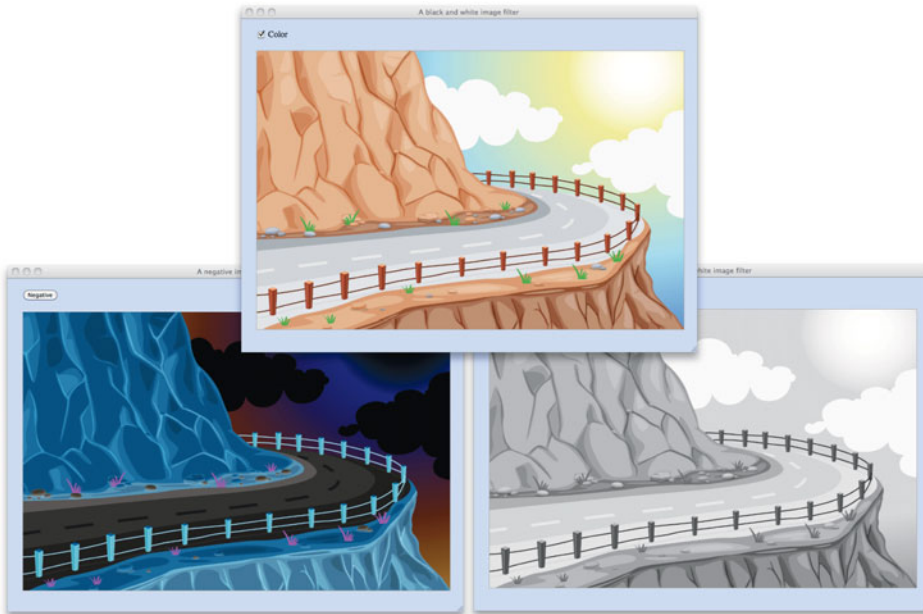 A black and white image filter
Color
A negative im
hite image filter
Negative